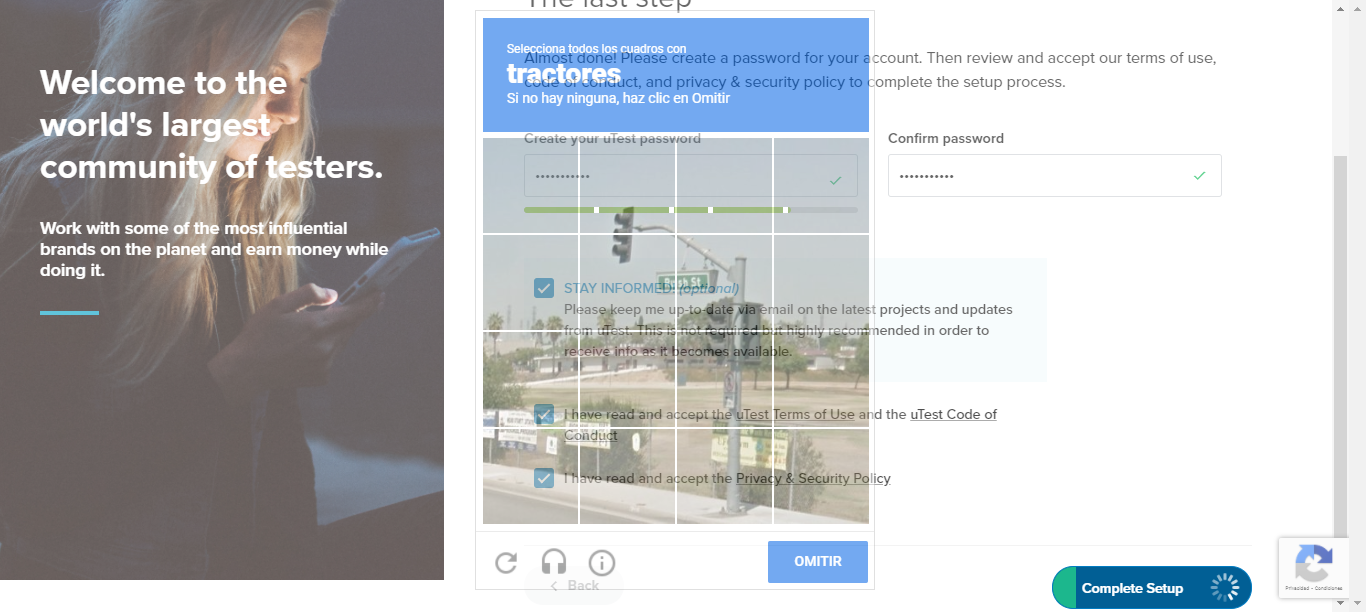 Welcome to the
world's largest
community of testers.
Work with some of the most influential
brands on the planet and earn money while
doing it.
The last step
Almost done! Please create a password for your account. Then review and accept our terms of use,
code of conduct, and privacy & security policy to complete the setup process.
Selecciona todos los cuadros con
tractores
Si no hay ninguna, haz clic en Omitir
Create your uTest password
Confirm password
STAY INFORMED (optional)
Please keep me up-to-date via email on the latest projects and updates
from uTest. This is not required but highly recommended in order to
receive info as it becomes available.
I have read and accept the uTest Terms of Use and the uTest Code of
Conduct
I have read and accept the Privacy & Security Policy
OMITIR
Back
Complete Setup
Privacidad - Condiciones